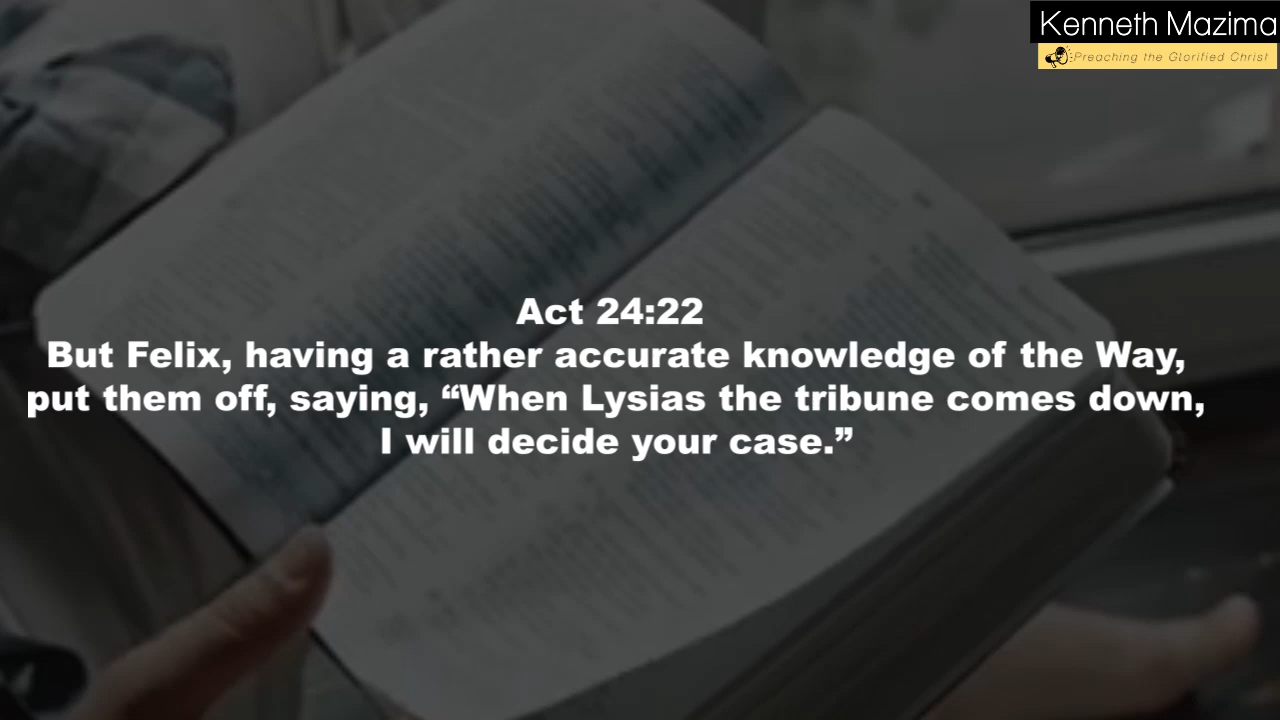 Kenneth Mazima
Preaching the Glorified Christ
Act 24:22
But Felix, having a rather accurate knowledge of the Way,
put them off, saying, “When Lysias the tribune comes down,
I will decide your case.”